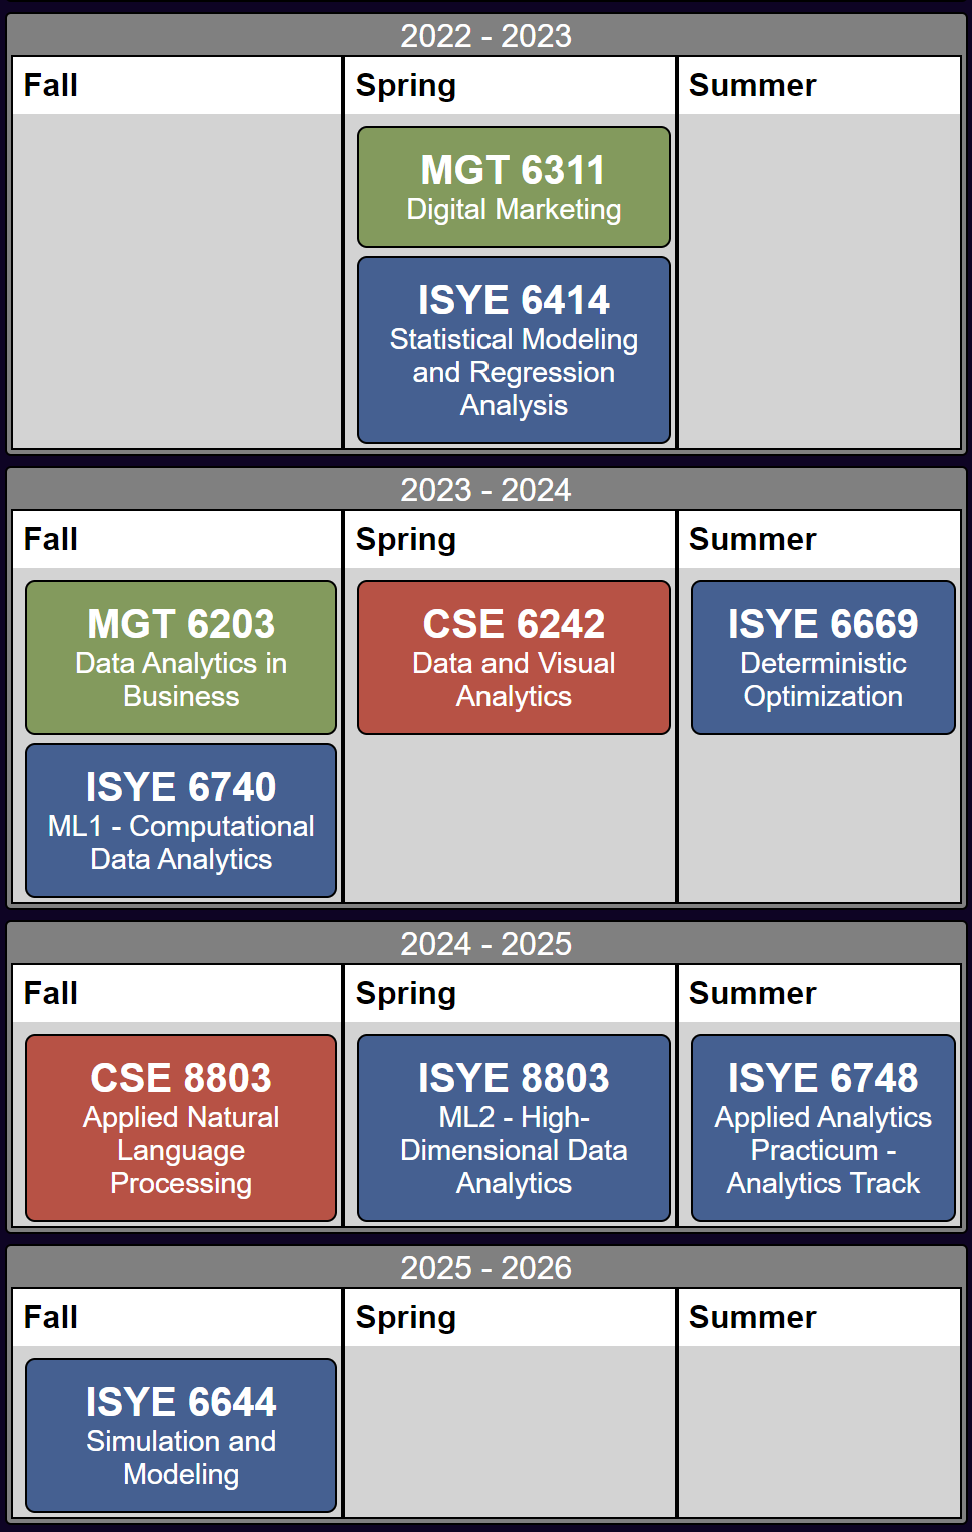 2022 - 2023
Fall
Spring
Summer
MGT 6311
Digital Marketing
ISYE 6414
Statistical Modeling
and Regression
Analysis
2023 - 2024
Fall
Spring
Summer
MGT 6203
Data Analytics in
Business
ISYE 6740
ML1 - Computational
Data Analytics
CSE 6242
Data and Visual
Analytics
ISYE 6669
Deterministic
Optimization
2024 - 2025
Fall
Spring
Summer
CSE 8803
Applied Natural
Language
Processing
ISYE 8803
ML2 - High-
Dimensional Data
Analytics
ISYE 6748
Applied Analytics
Practicum -
Analytics Track
2025 - 2026
Fall
Spring
Summer
ISYE 6644
Simulation and
Modeling